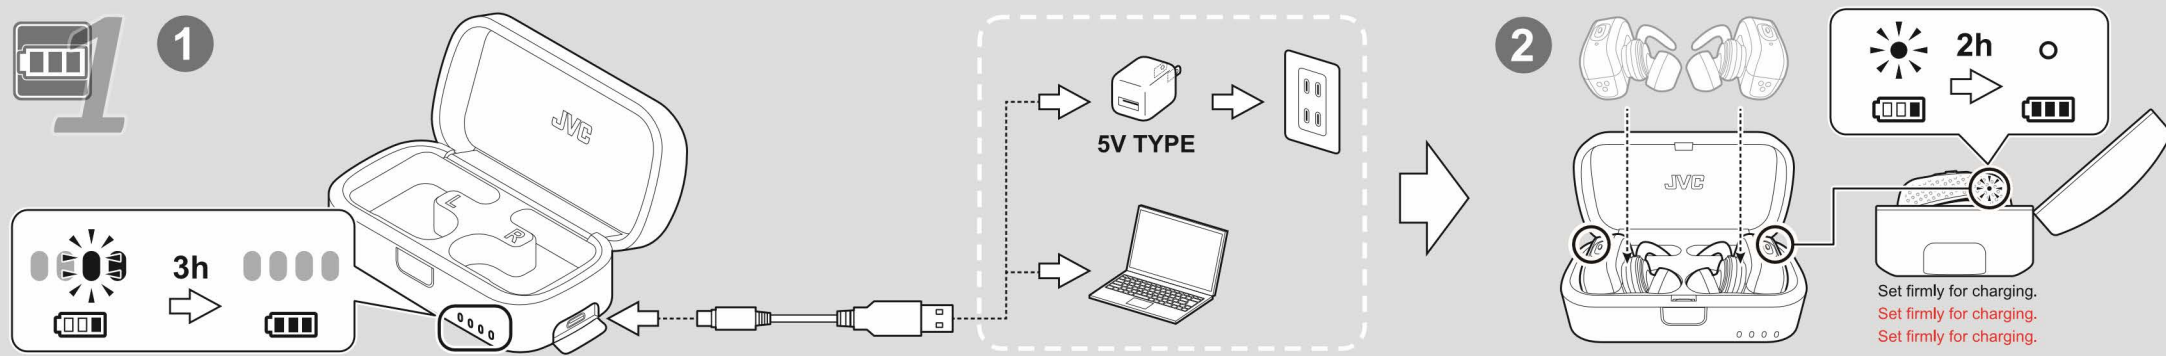 1
1
JVC
L
R
3h
5V TYPE
2
JVC
2h
Set firmly for charging.
Set firmly for charging.
Set firmly for charging.